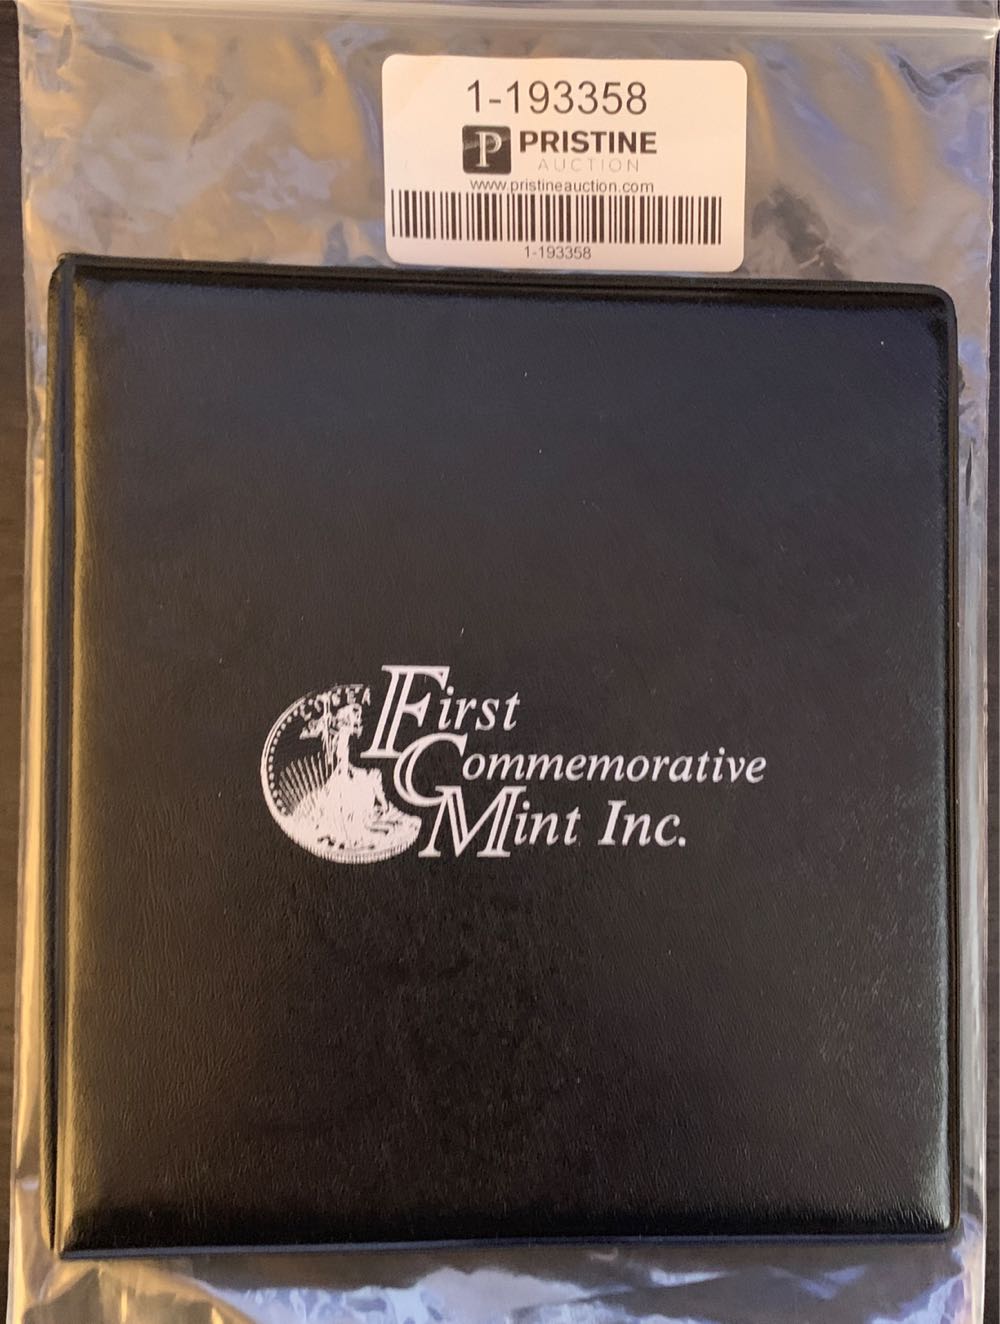 1-193358
P PRISTINE
AUCTION
www.pristineauction.com
1-193358
First
Commemorative
Mint Inc.